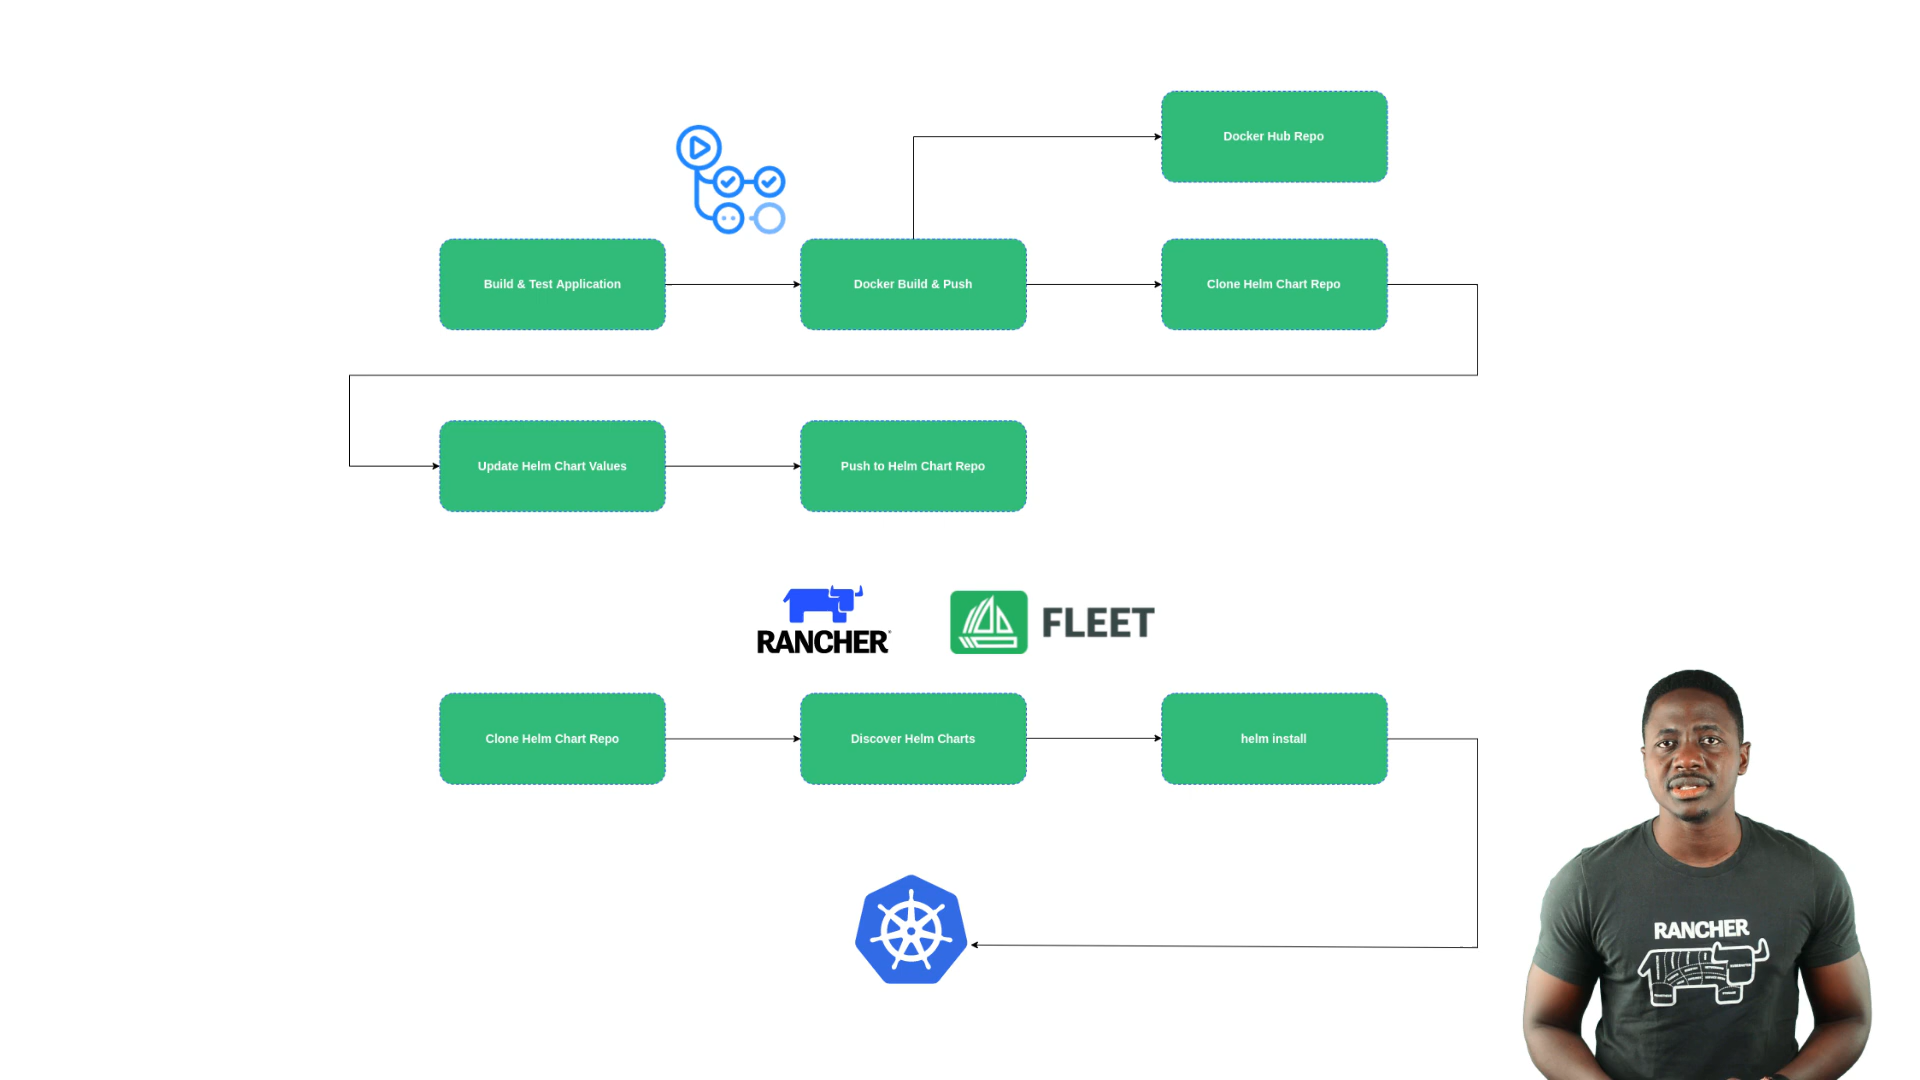 Docker Hub Repo
Build & Test Application
Docker Build & Push
Clone Helm Chart Repo
Update Helm Chart Values
Push to Helm Chart Repo
RANCHER
FLEET
Clone Helm Chart Repo
Discover Helm Charts
helm install
RANCHER